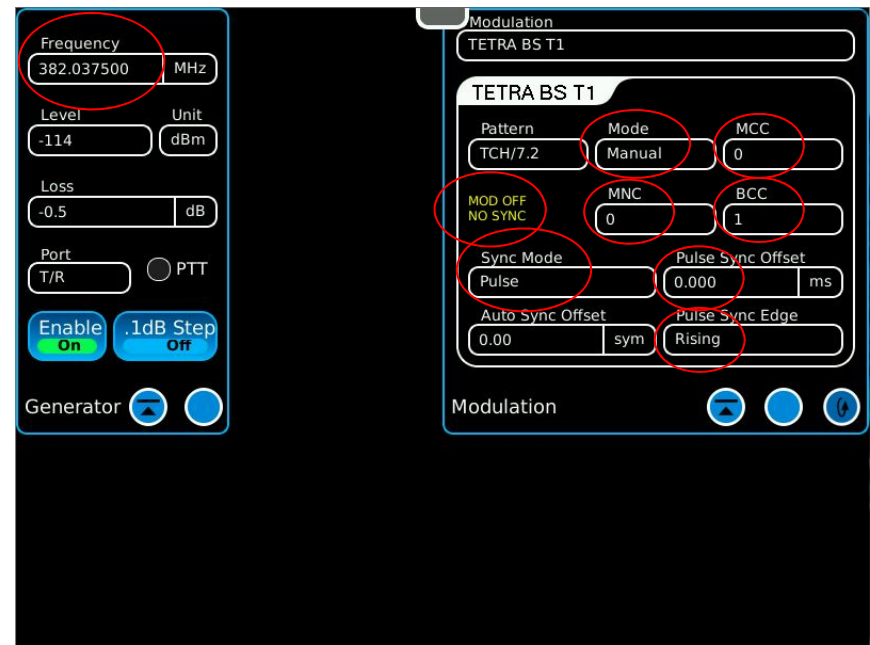 Frequency
382.037500 MHz
Level Unit
-114 dBm
Loss
-0.5 dB
Port
T/R PTT
Enable .1dB Step
On Off
Generator
Modulation
TETRA BS T1
TETRA BS T1
Pattern Mode MCC
TCH/7.2 Manual 0
MOD OFF
NO SYNC
MNC BCC
0 1
Sync Mode Pulse Sync Offset
Pulse 0.000 ms
Auto Sync Offset Pulse Sync Edge
0.00 sym Rising
Modulation